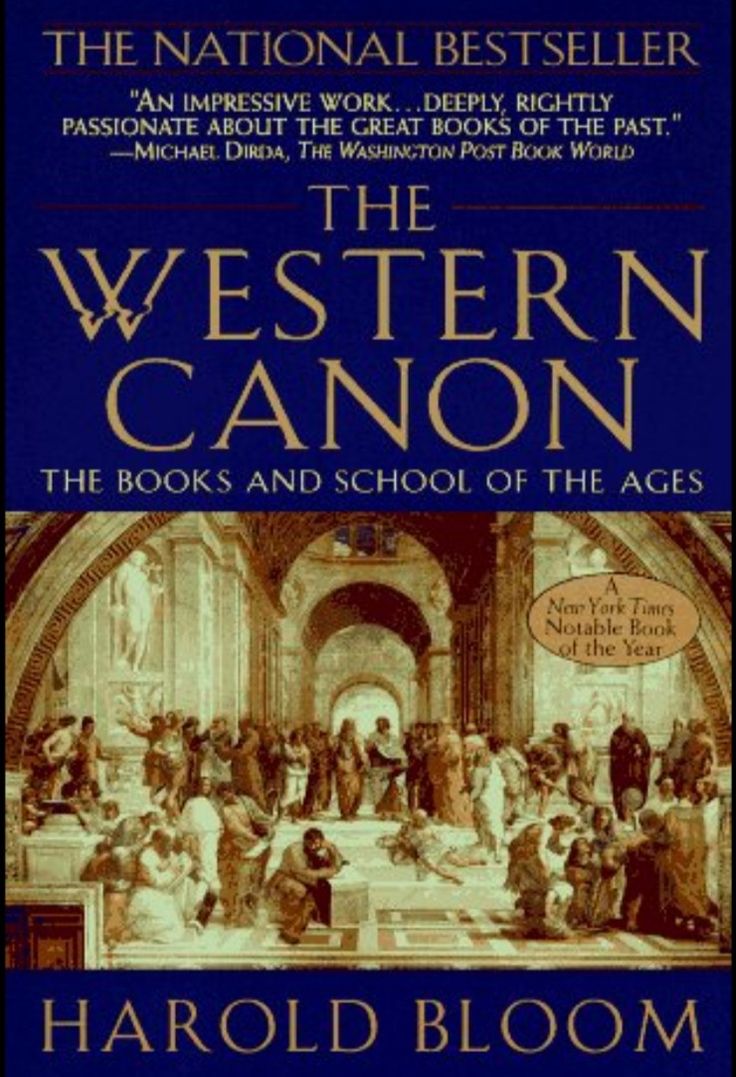 THE NATIONAL BESTSELLER
"AN IMPRESSIVE WORK...DEEPLY, RIGHTLY
PASSIONATE ABOUT THE GREAT BOOKS OF THE PAST."
—MICHAEL DIRDA, THE WASHINGTON POST BOOK WORLD
THE
WESTERN
CANON
THE BOOKS AND SCHOOL OF THE AGES
A
New York Times
Notable Book
of the Year
HAROLD BLOOM